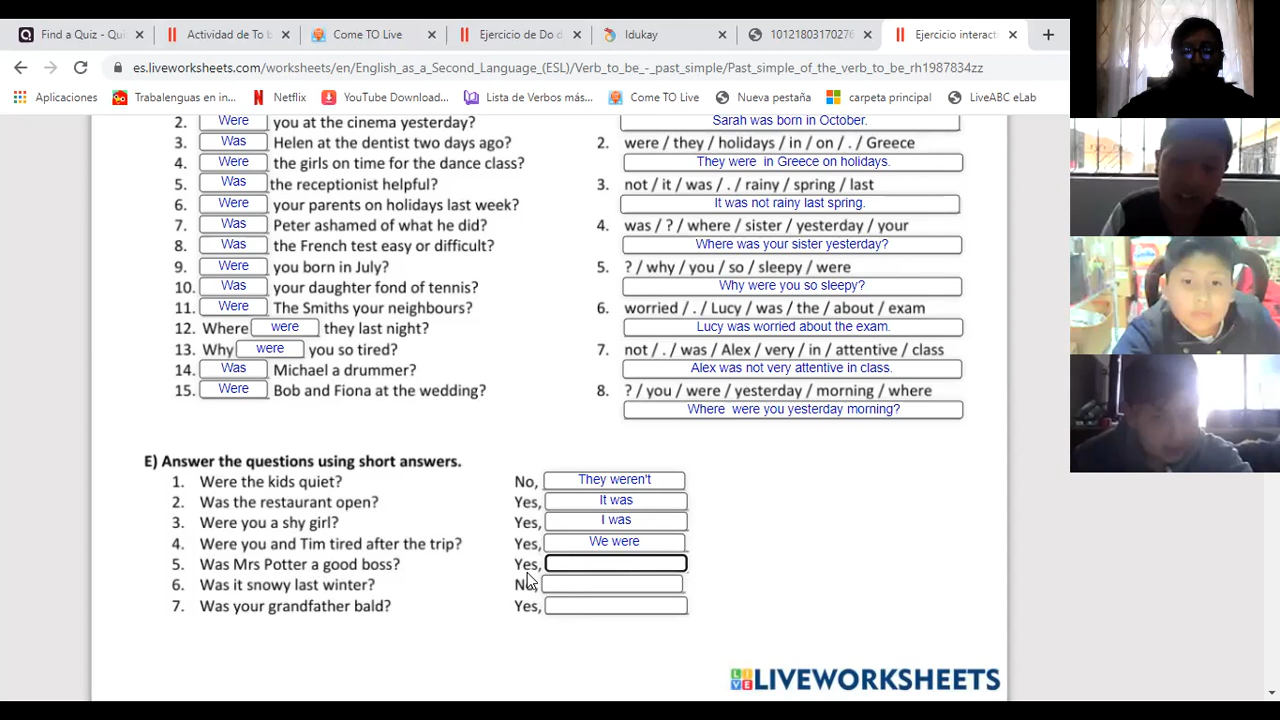 Find a Quiz - Qui
Actividad de To b
Come TO Live
Ejercicio de Do d
Idukay
10121803170276
Ejercicio interac
es.liveworksheets.com/worksheets/en/English_as_a_Second_Language_(ESL)/Verb_to_be_-_past_simple/Past_simple_of_the_verb_to_be_rh1987834zz
Aplicaciones
Trabalenguas en in...
Netflix
YouTube Download...
Lista de Verbos más...
Come TO Live
Nueva pestaña
carpeta principal
LiveABC eLab
2. Were you at the cinema yesterday?
3. Was Helen at the dentist two days ago?
4. Were the girls on time for the dance class?
5. Was the receptionist helpful?
6. Were your parents on holidays last week?
7. Was Peter ashamed of what he did?
8. Was the French test easy or difficult?
9. Were you born in July?
10. Was your daughter fond of tennis?
11. Were The Smiths your neighbours?
12. Where were they last night?
13. Why were you so tired?
14. Was Michael a drummer?
15. Were Bob and Fiona at the wedding?
Sarah was born in October.
2. were / they / holidays / in / on / . / Greece
They were in Greece on holidays.
3. not / it / was / . / rainy / spring / last
It was not rainy last spring.
4. was / ? / where / sister / yesterday / your
Where was your sister yesterday?
5. ? / why / you / so / sleepy / were
Why were you so sleepy?
6. worried / . / Lucy / was / the / about / exam
Lucy was worried about the exam.
7. not / . / was / Alex / very / in / attentive / class
Alex was not very attentive in class.
8. ? / you / were / yesterday / morning / where
Where were you yesterday morning?
E) Answer the questions using short answers.
1. Were the kids quiet? No, They weren't
2. Was the restaurant open? Yes, It was
3. Were you a shy girl? Yes, I was
4. Were you and Tim tired after the trip? Yes, We were
5. Was Mrs Potter a good boss? Yes,
6. Was it snowy last winter? No,
7. Was your grandfather bald? Yes,
LIVE LIVEWORKSHEETS